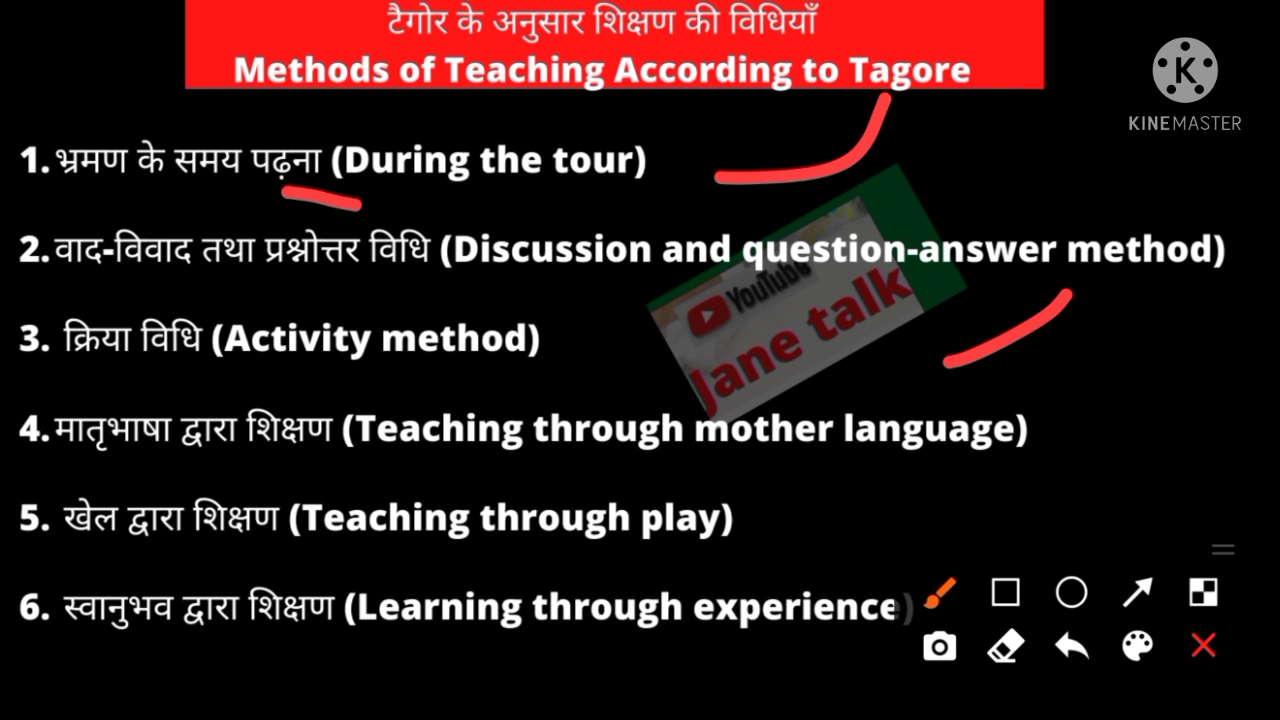 टैगोर के अनुसार शिक्षण की विधियाँ
Methods of Teaching According to Tagore
K
KINEMASTER
1. भ्रमण के समय पढ़ना (During the tour)
2. वाद-विवाद तथा प्रश्नोत्तर विधि (Discussion and question-answer method)
YouTube
Jane talk
3. क्रिया विधि (Activity method)
4. मातृभाषा द्वारा शिक्षण (Teaching through mother language)
5. खेल द्वारा शिक्षण (Teaching through play)
6. स्वानुभव द्वारा शिक्षण (Learning through experience)